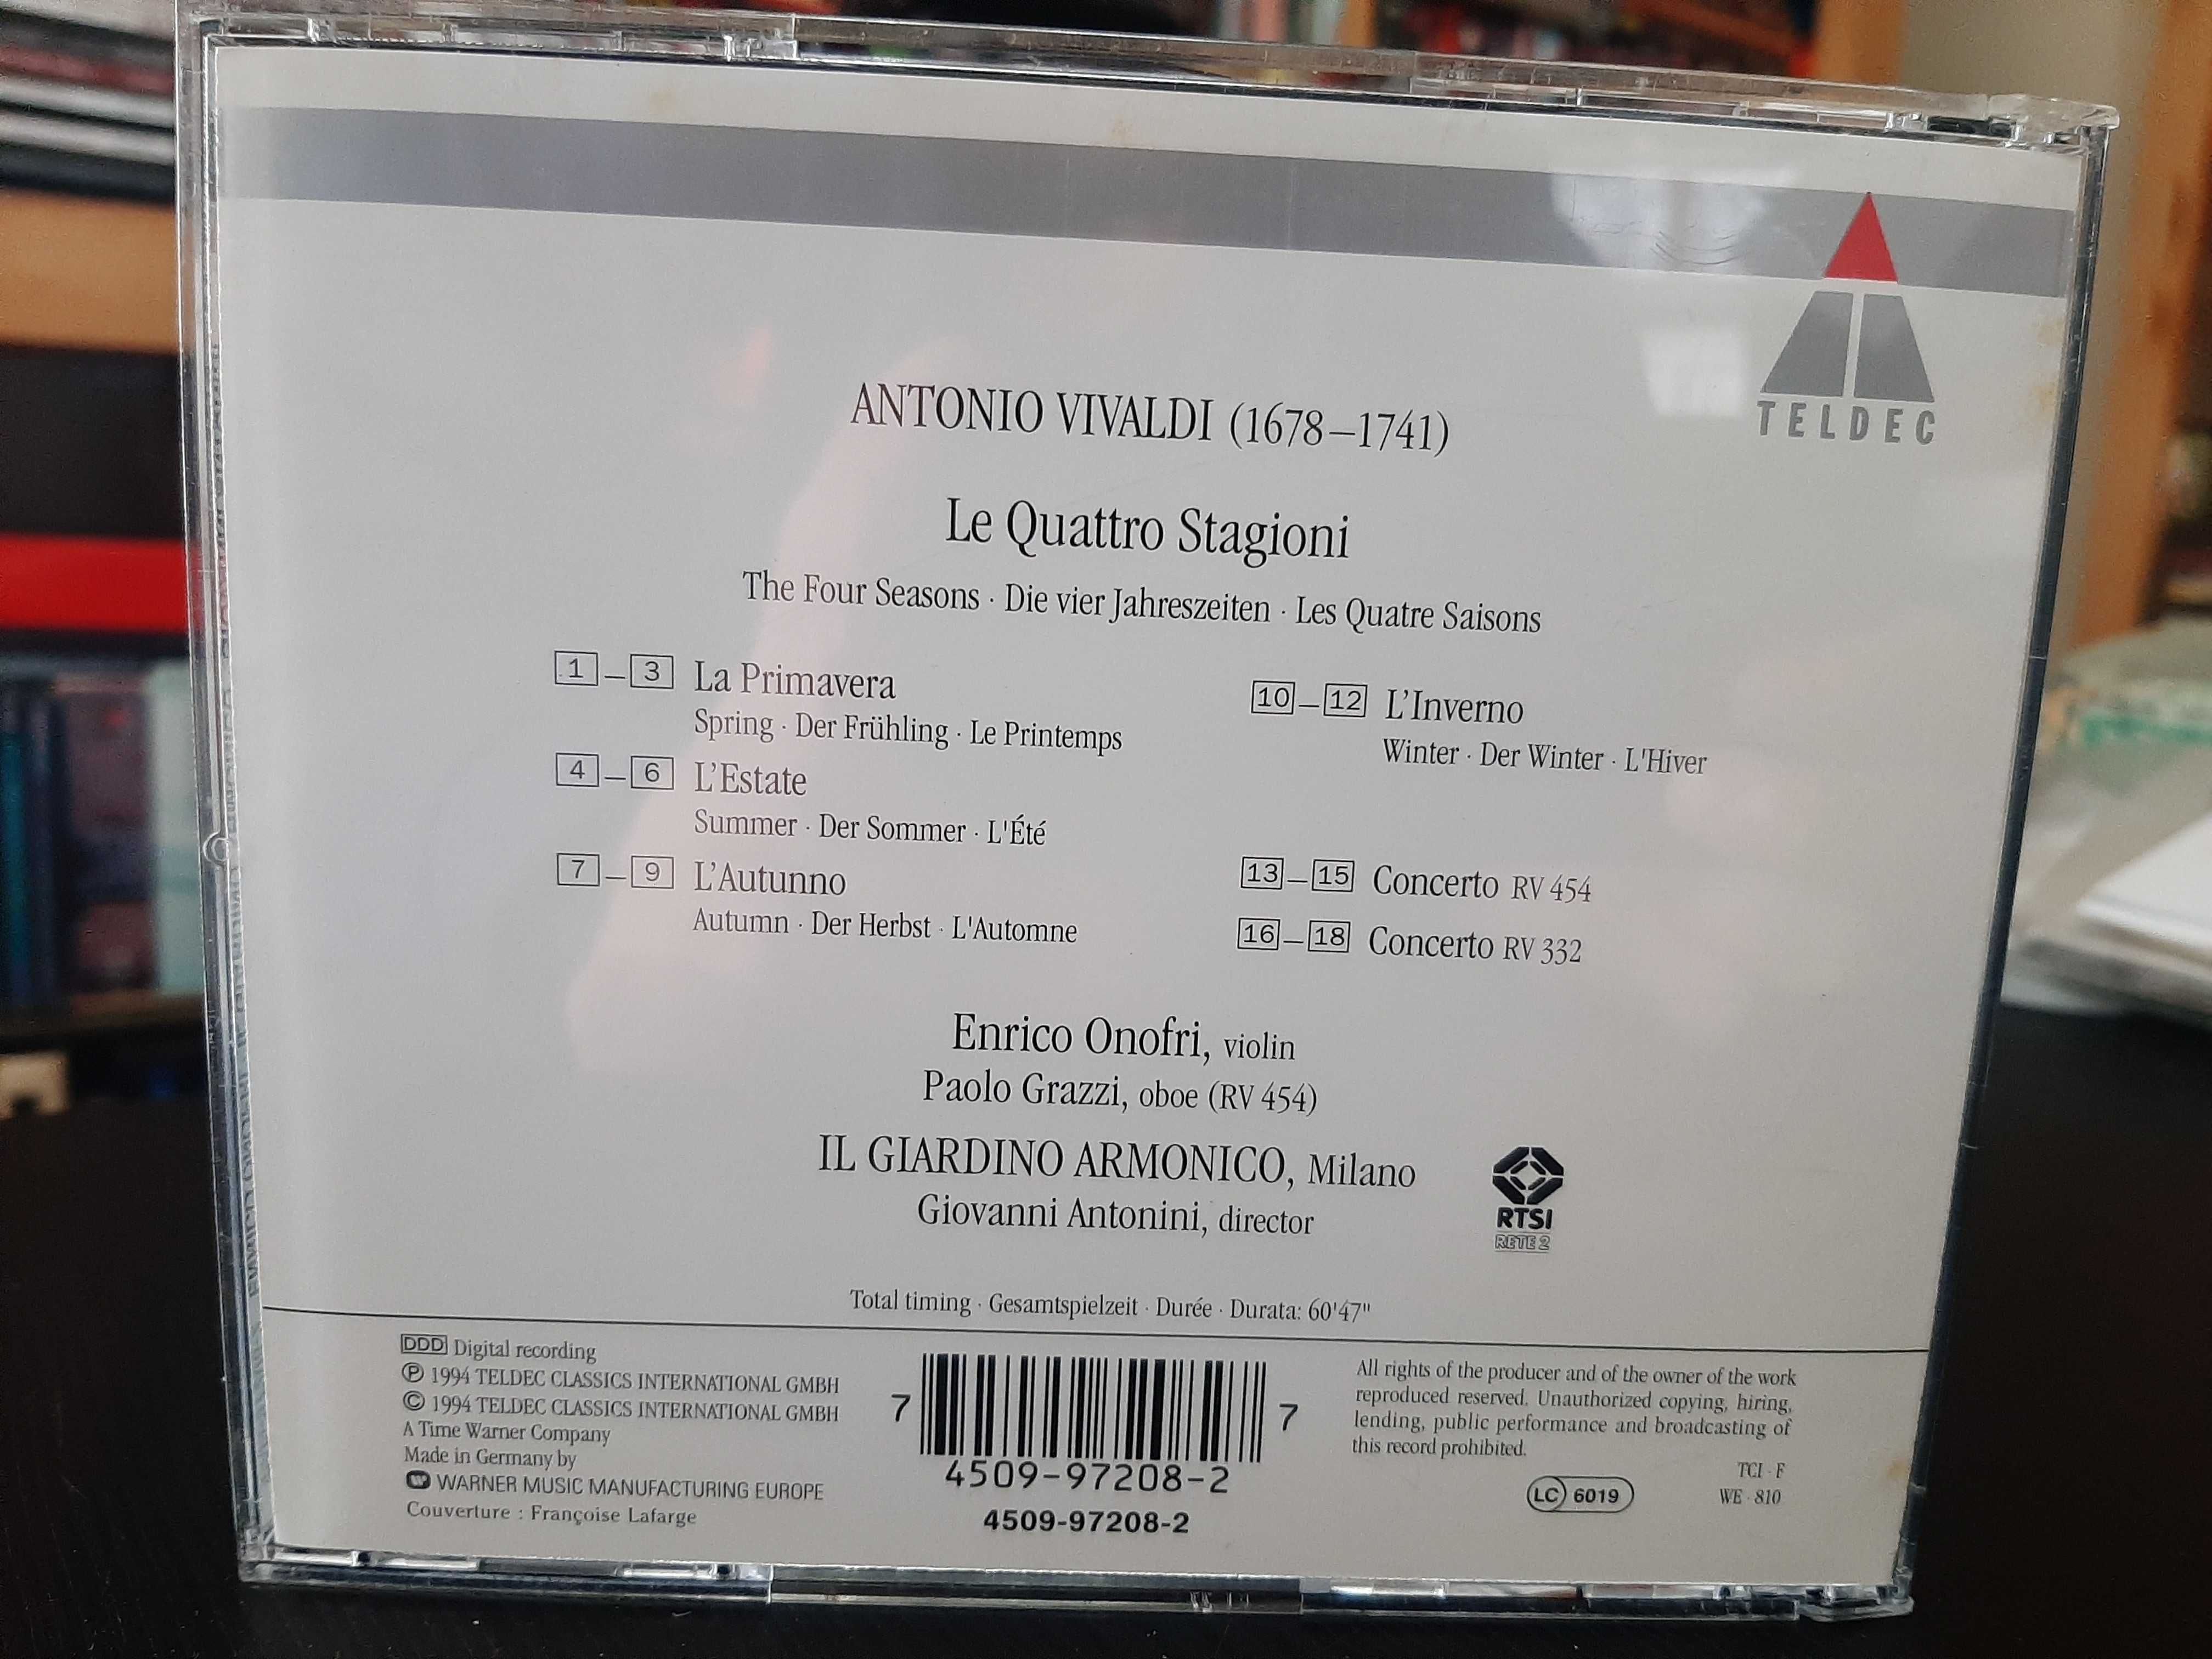 TELDEC
ANTONIO VIVALDI (1678–1741)
Le Quattro Stagioni
The Four Seasons · Die vier Jahreszeiten · Les Quatre Saisons
1 – 3 La Primavera
Spring · Der Frühling · Le Printemps
4 – 6 L'Estate
Summer · Der Sommer · L'Été
7 – 9 L'Autunno
Autumn · Der Herbst · L'Automne
10 – 12 L'Inverno
Winter · Der Winter · L'Hiver
13 – 15 Concerto RV 454
16 – 18 Concerto RV 332
Enrico Onofri, violin
Paolo Grazzi, oboe (RV 454)
IL GIARDINO ARMONICO, Milano
Giovanni Antonini, director
RTSI
RETE 2
Total timing · Gesamtspielzeit · Durée · Durata: 60'47"
DDD Digital recording
℗ 1994 TELDEC CLASSICS INTERNATIONAL GMBH
© 1994 TELDEC CLASSICS INTERNATIONAL GMBH
A Time Warner Company
Made in Germany by
WARNER MUSIC MANUFACTURING EUROPE
Couverture : Françoise Lafarge
7 7
4509-97208-2
4509-97208-2
All rights of the producer and of the owner of the work
reproduced reserved. Unauthorized copying, hiring,
lending, public performance and broadcasting of
this record prohibited.
TCI · F
LC 6019
WE · 810